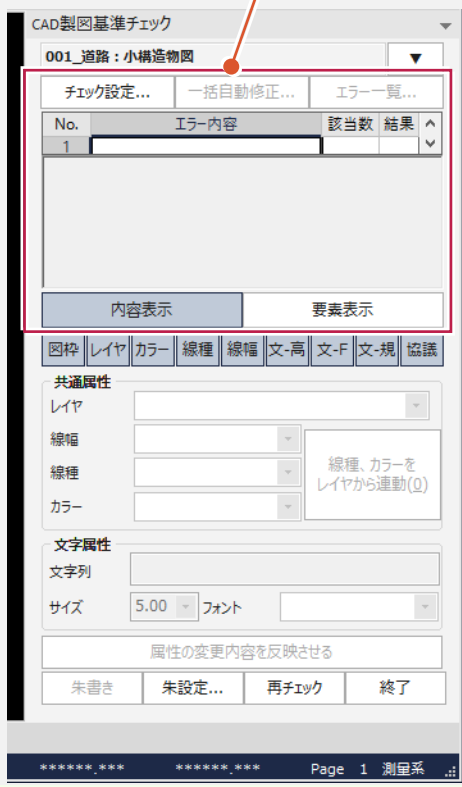 CAD製図基準チェック
001_道路：小構造物図
チェック設定... 一括自動修正... エラー一覧...
No. エラー内容 該当数 結果
1
内容表示 要素表示
図枠 レイヤ カラー 線種 線幅 文-高 文-F 文-規 協議
共通属性
レイヤ
線幅
線種
カラー
線種、カラーを
レイヤから連動(0)
文字属性
文字列
サイズ 5.00 フォント
属性の変更内容を反映させる
朱書き 朱設定... 再チェック 終了
******.*** ******.*** Page 1 測量系